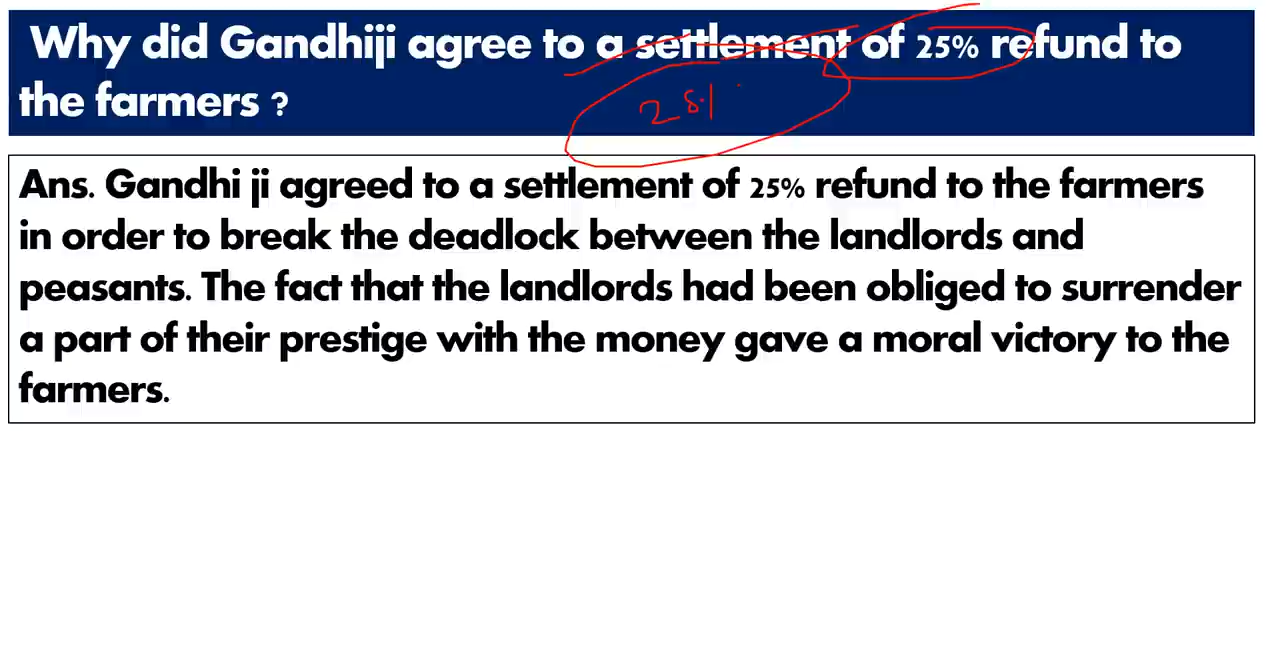 Why did Gandhiji agree to a settlement of 25% refund to
the farmers ?
25%
Ans. Gandhi ji agreed to a settlement of 25% refund to the farmers
in order to break the deadlock between the landlords and
peasants. The fact that the landlords had been obliged to surrender
a part of their prestige with the money gave a moral victory to the
farmers.